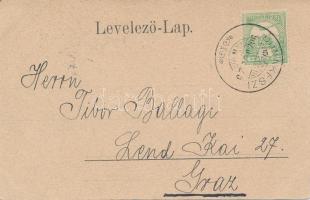 Levelező-Lap.
Herrn
Tibor Ballagi
Lend Kai 27.
Graz